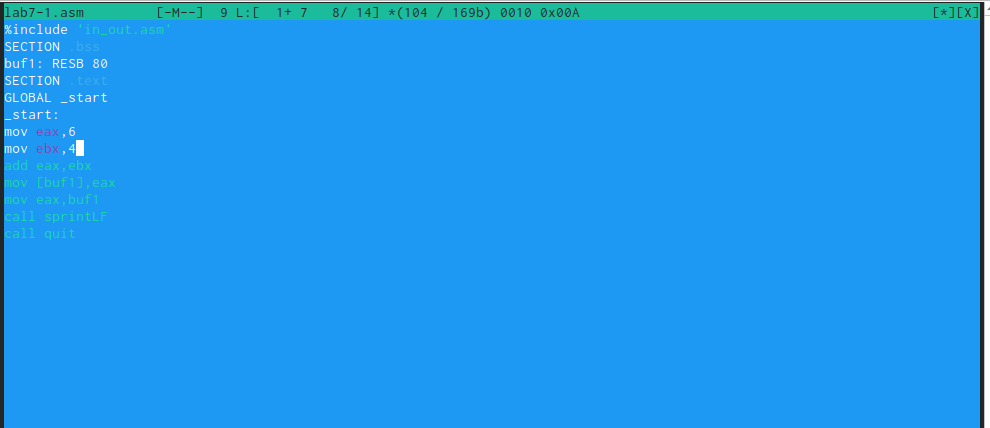 lab7-1.asm [-M--] 9 L:[ 1+ 7 8/ 14] *(104 / 169b) 0010 0x00A [*][X]
%include 'in_out.asm'
SECTION .bss
buf1: RESB 80
SECTION .text
GLOBAL _start
_start:
mov eax,6
mov ebx,4
add eax,ebx
mov [buf1],eax
mov eax,buf1
call sprintLF
call quit